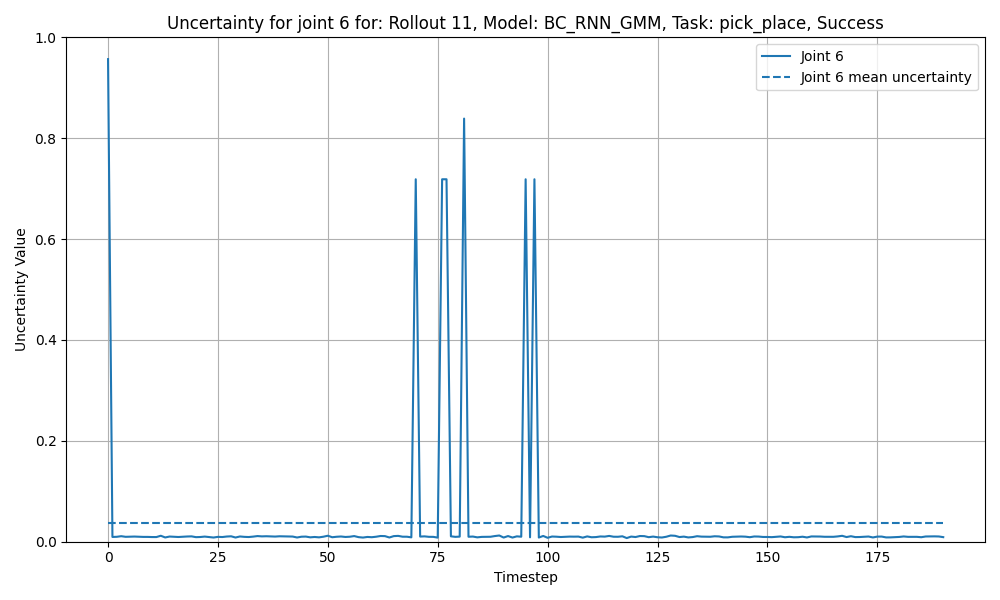 Uncertainty for joint 6 for: Rollout 11, Model: BC_RNN_GMM, Task: pick_place, Success
Joint 6
Joint 6 mean uncertainty
Uncertainty Value
1.0
0.8
0.6
0.4
0.2
0.0
0 25 50 75 100 125 150 175
Timestep